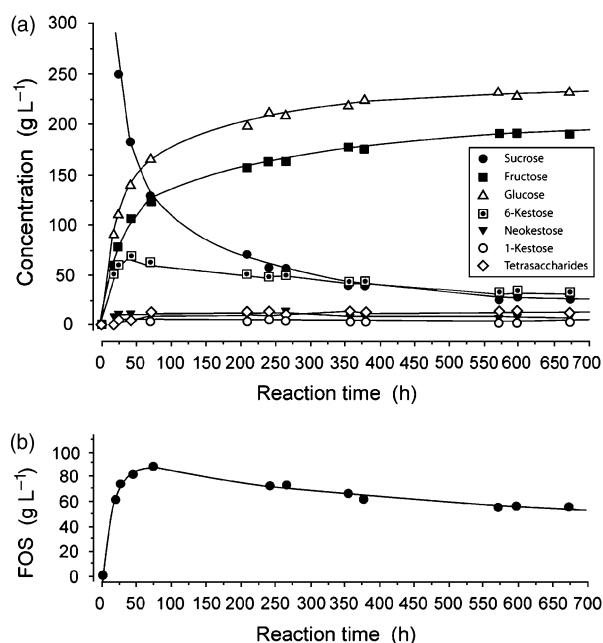 (a)
300
250
200
150
100
50
0
Concentration (g L⁻¹)
Sucrose
Fructose
Glucose
6-Kestose
Neokestose
1-Kestose
Tetrasaccharides
0 50 100 150 200 250 300 350 400 450 500 550 600 650 700
Reaction time (h)
(b)
100
80
60
40
20
0
FOS (g L⁻¹)
0 50 100 150 200 250 300 350 400 450 500 550 600 650 700
Reaction time (h)